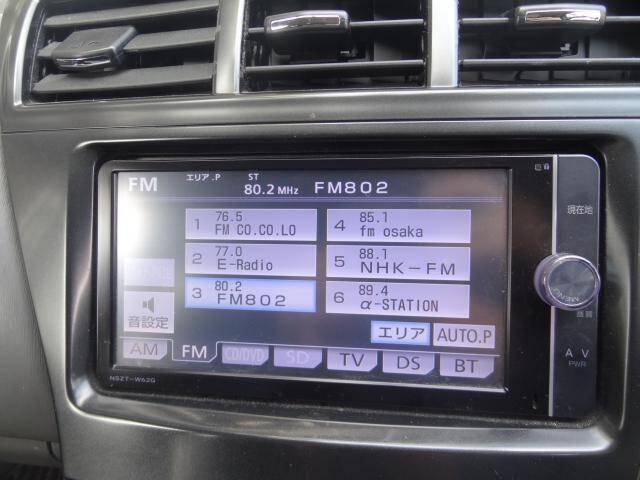 FM エリア.P ST 80.2 MHz FM802
1 76.5 FM CO.CO.LO
4 85.1 fm osaka
2 77.0 E-Radio
5 88.1 NHK-FM
3 80.2 FM802
6 89.4 α-STATION
音設定
エリア AUTO.P
AM FM CD/DVD SD TV DS BT
NSZT-W62G
現在地
MENU
画質
A V
PWR